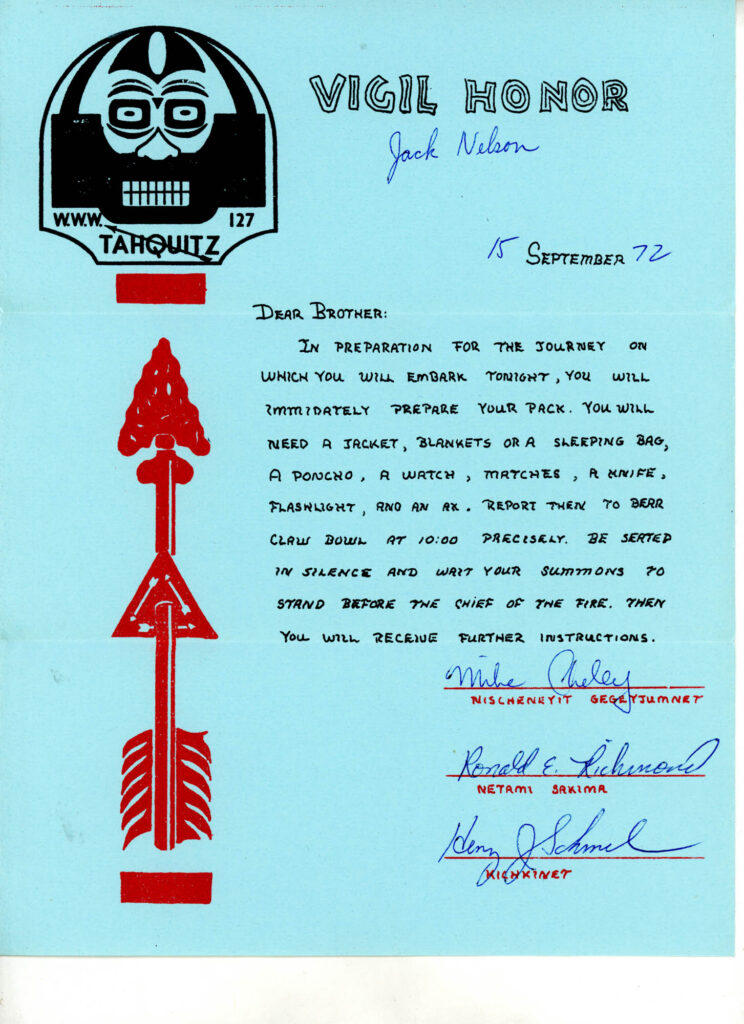 VIGIL HONOR
Jack Nelson
W.W.W. 127
TAHQUITZ
15 SEPTEMBER 72
DEAR BROTHER:
IN PREPARATION FOR THE JOURNEY ON
WHICH YOU WILL EMBARK TONIGHT, YOU WILL
IMMIDATELY PREPARE YOUR PACK. YOU WILL
NEED A JACKET, BLANKETS OR A SLEEPING BAG,
A PONCHO, A WATCH, MATCHES, A KNIFE,
FLASHLIGHT, AND AN AX. REPORT THEN TO BEAR
CLAW BOWL AT 10:00 PRECISELY. BE SEATED
IN SILENCE AND WAIT YOUR SUMMONS TO
STAND BEFORE THE CHIEF OF THE FIRE. THEN
YOU WILL RECEIVE FURTHER INSTRUCTIONS.
Mike
NISCHENEYIT GEGEYJUMNET
Ronald E. Richmond
NETAMI SAKIMA
Henry J
KICHKINET